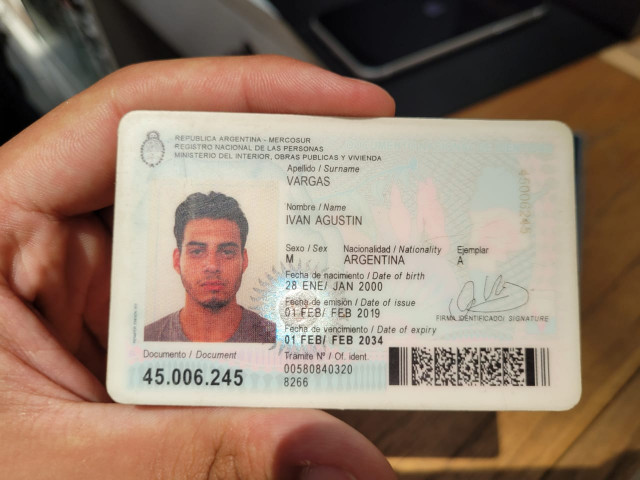 REPUBLICA ARGENTINA - MERCOSUR
REGISTRO NACIONAL DE LAS PERSONAS
MINISTERIO DEL INTERIOR, OBRAS PUBLICAS Y VIVIENDA
Apellido / Surname
VARGAS
Nombre / Name
IVAN AGUSTIN
Sexo / Sex Nacionalidad / Nationality Ejemplar
M ARGENTINA A
Fecha de nacimiento / Date of birth
28 ENE/ JAN 2000
Fecha de emisión / Date of issue
01 FEB/ FEB 2019
FIRMA IDENTIFICADO/ SIGNATURE
Fecha de vencimiento / Date of expiry
01 FEB/ FEB 2034
Documento / Document
45.006.245
Trámite Nº / Of. ident.
00580840320
8266